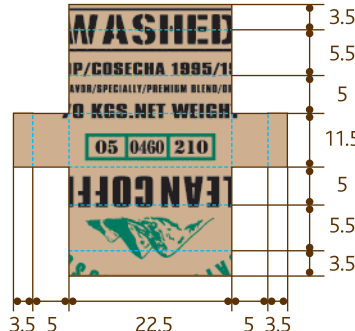 WASHED
3.5
5.5
OP/COSECHA 1995/1
AVOR/SPECIALLY/PREMIUM BLEND/
5
0 KGS.NET WEIGH
05 0460 210
11.5
LEAN COFF
5
5.5
3.5
3.5 5 22.5 5 3.5